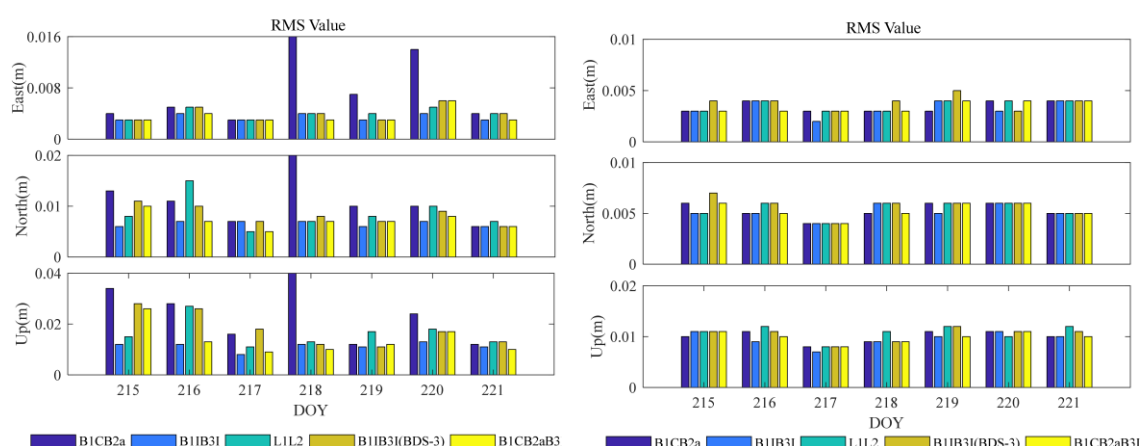 RMS Value
0.016
0.008
0
East(m)
0.02
0.01
0
North(m)
0.04
0.02
0
Up(m)
215 216 217 218 219 220 221
DOY
B1CB2a B1IB3I L1L2 B1IB3I(BDS-3) B1CB2aB3
RMS Value
0.01
0.005
0
East(m)
0.01
0.005
0
North(m)
0.02
0.01
0
Up(m)
215 216 217 218 219 220 221
DOY
B1CB2a B1IB3I L1L2 B1IB3I(BDS-3) B1CB2aB3I